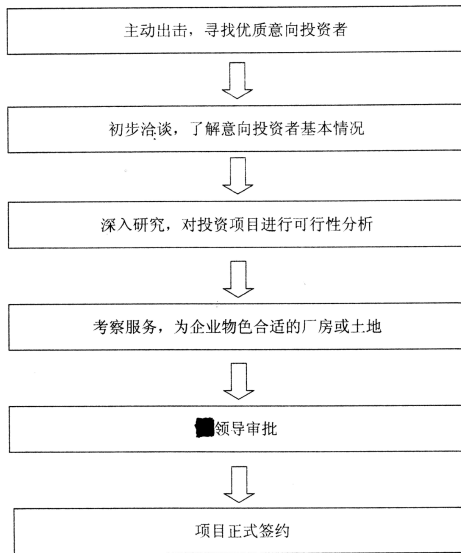 主动出击，寻找优质意向投资者
初步洽谈，了解意向投资者基本情况
深入研究，对投资项目进行可行性分析
考察服务，为企业物色合适的厂房或土地
领导审批
项目正式签约